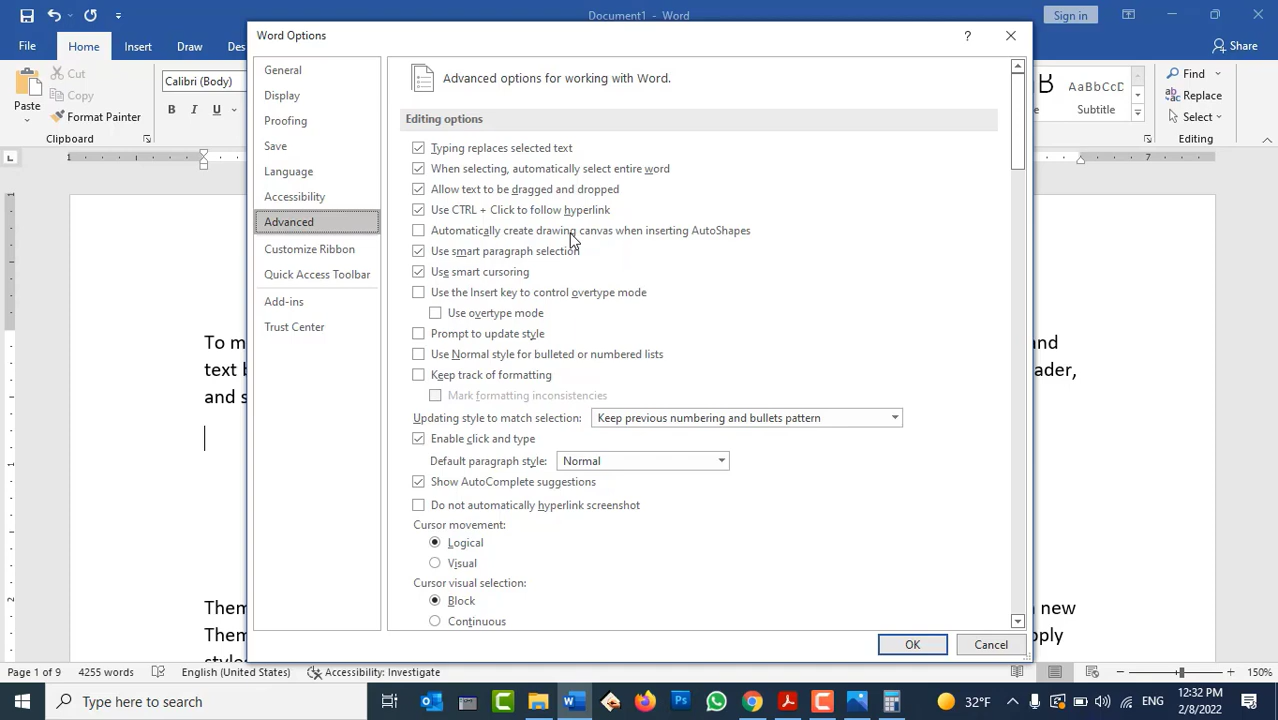 Document1 - Word
Sign in
File
Home
Insert
Draw
Des
Share
Paste
Cut
Copy
Format Painter
Clipboard
Calibri (Body)
B I U
AaBbCcD
Subtitle
Find
Replace
Select
Editing
Word Options
?
General
Display
Proofing
Save
Language
Accessibility
Advanced
Customize Ribbon
Quick Access Toolbar
Add-ins
Trust Center
Advanced options for working with Word.
Editing options
Typing replaces selected text
When selecting, automatically select entire word
Allow text to be dragged and dropped
Use CTRL + Click to follow hyperlink
Automatically create drawing canvas when inserting AutoShapes
Use smart paragraph selection
Use smart cursoring
Use the Insert key to control overtype mode
Use overtype mode
Prompt to update style
Use Normal style for bulleted or numbered lists
Keep track of formatting
Mark formatting inconsistencies
Updating style to match selection: Keep previous numbering and bullets pattern
Enable click and type
Default paragraph style: Normal
Show AutoComplete suggestions
Do not automatically hyperlink screenshot
Cursor movement:
Logical
Visual
Cursor visual selection:
Block
Continuous
OK
Cancel
To m
and
text b
ader,
and s
Them
new
Them
pply
style
Page 1 of 9 4255 words English (United States) Accessibility: Investigate 150%
Type here to search
32°F
ENG
12:32 PM
2/8/2022